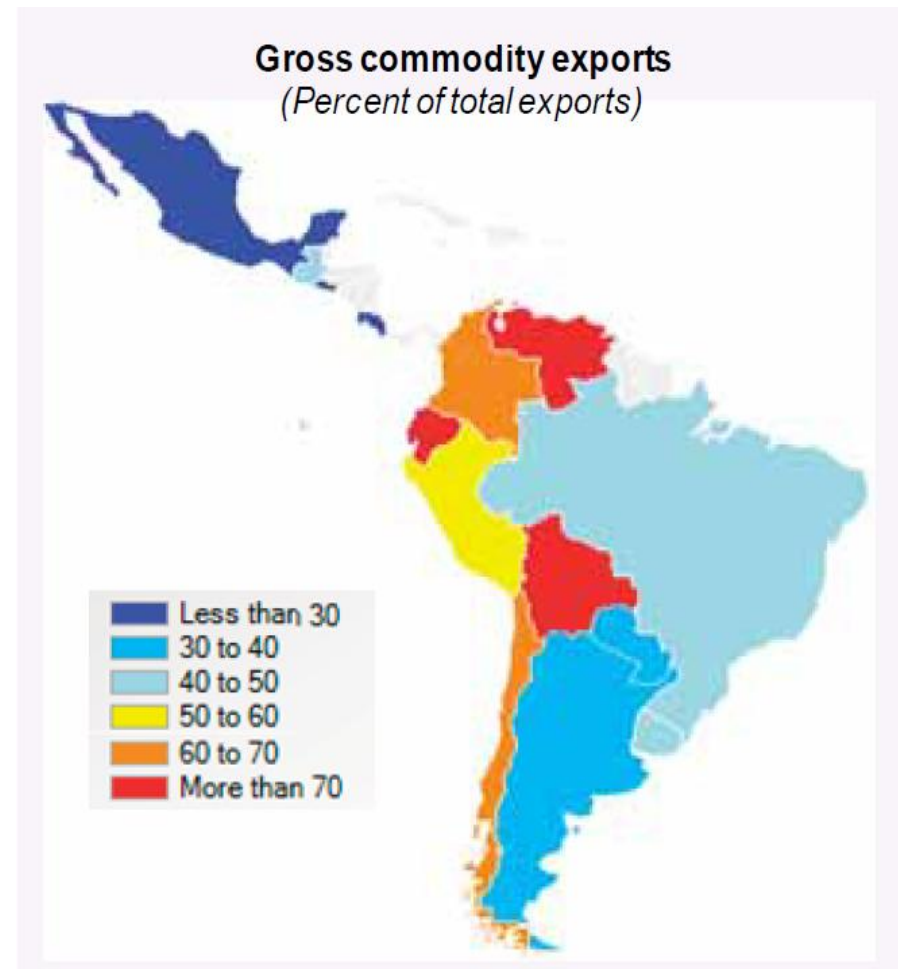 Gross commodity exports
(Percent of total exports)
Less than 30
30 to 40
40 to 50
50 to 60
60 to 70
More than 70